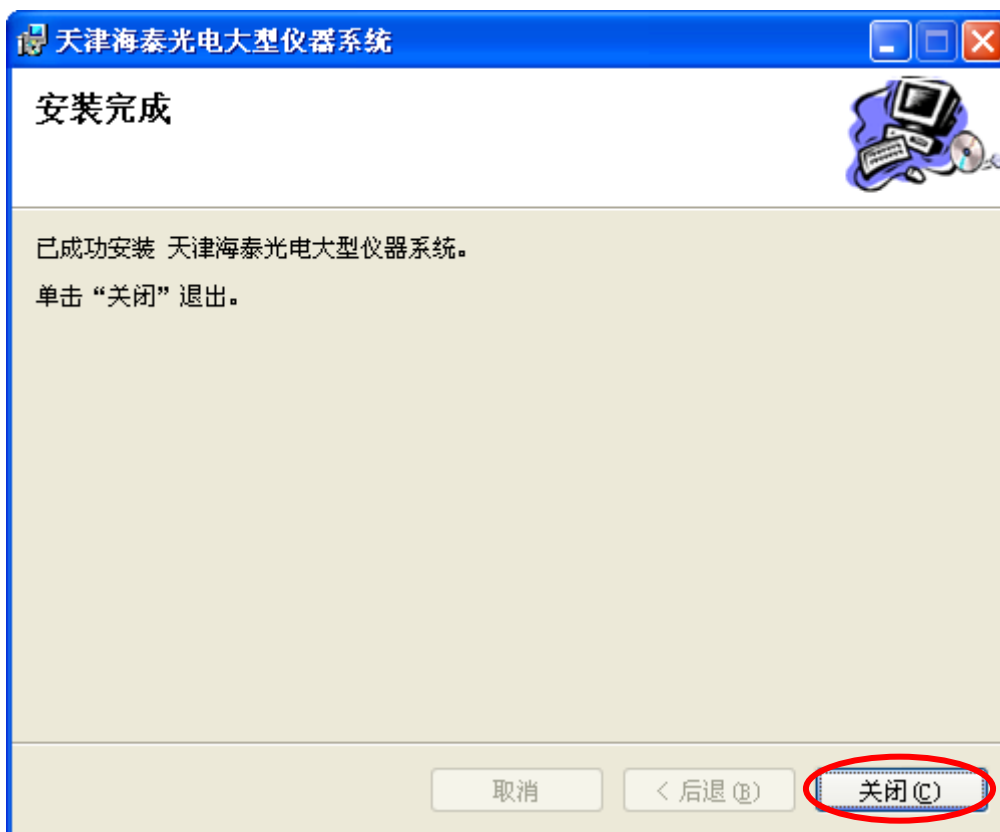 天津海泰光电大型仪器系统
安装完成
已成功安装 天津海泰光电大型仪器系统。
单击“关闭”退出。
取消
< 后退(B)
关闭(C)